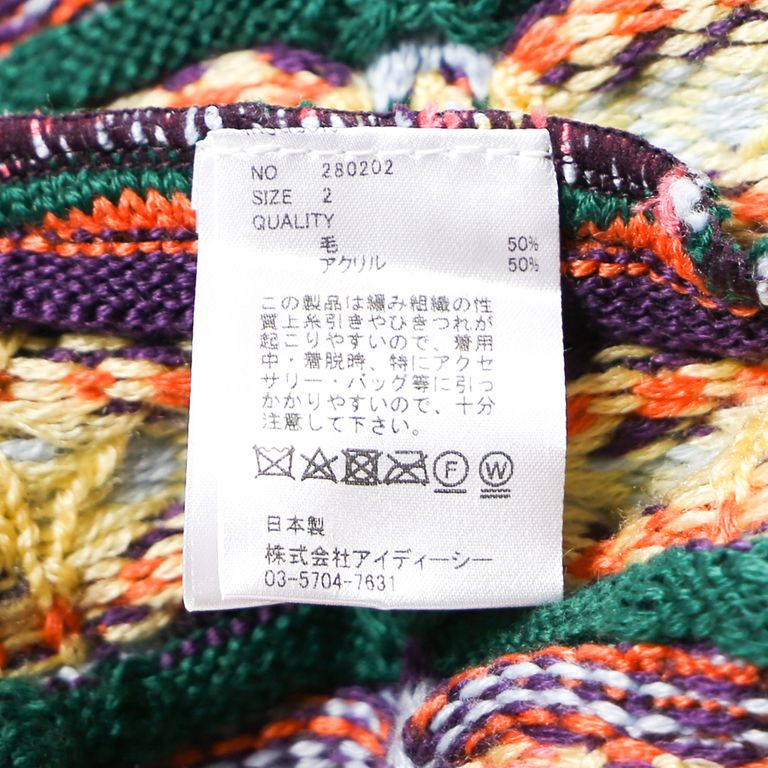 NO 280202
SIZE 2
QUALITY
毛 50%
アクリル 50%
この製品は編み組織の性
質上糸引きやひきつれが
起こりやすいので、着用
中・着脱時、特にアクセ
サリー・バッグ等に引っ
かかりやすいので、十分
注意して下さい。
F W
日本製
株式会社アイディーシー
03-5704-7631